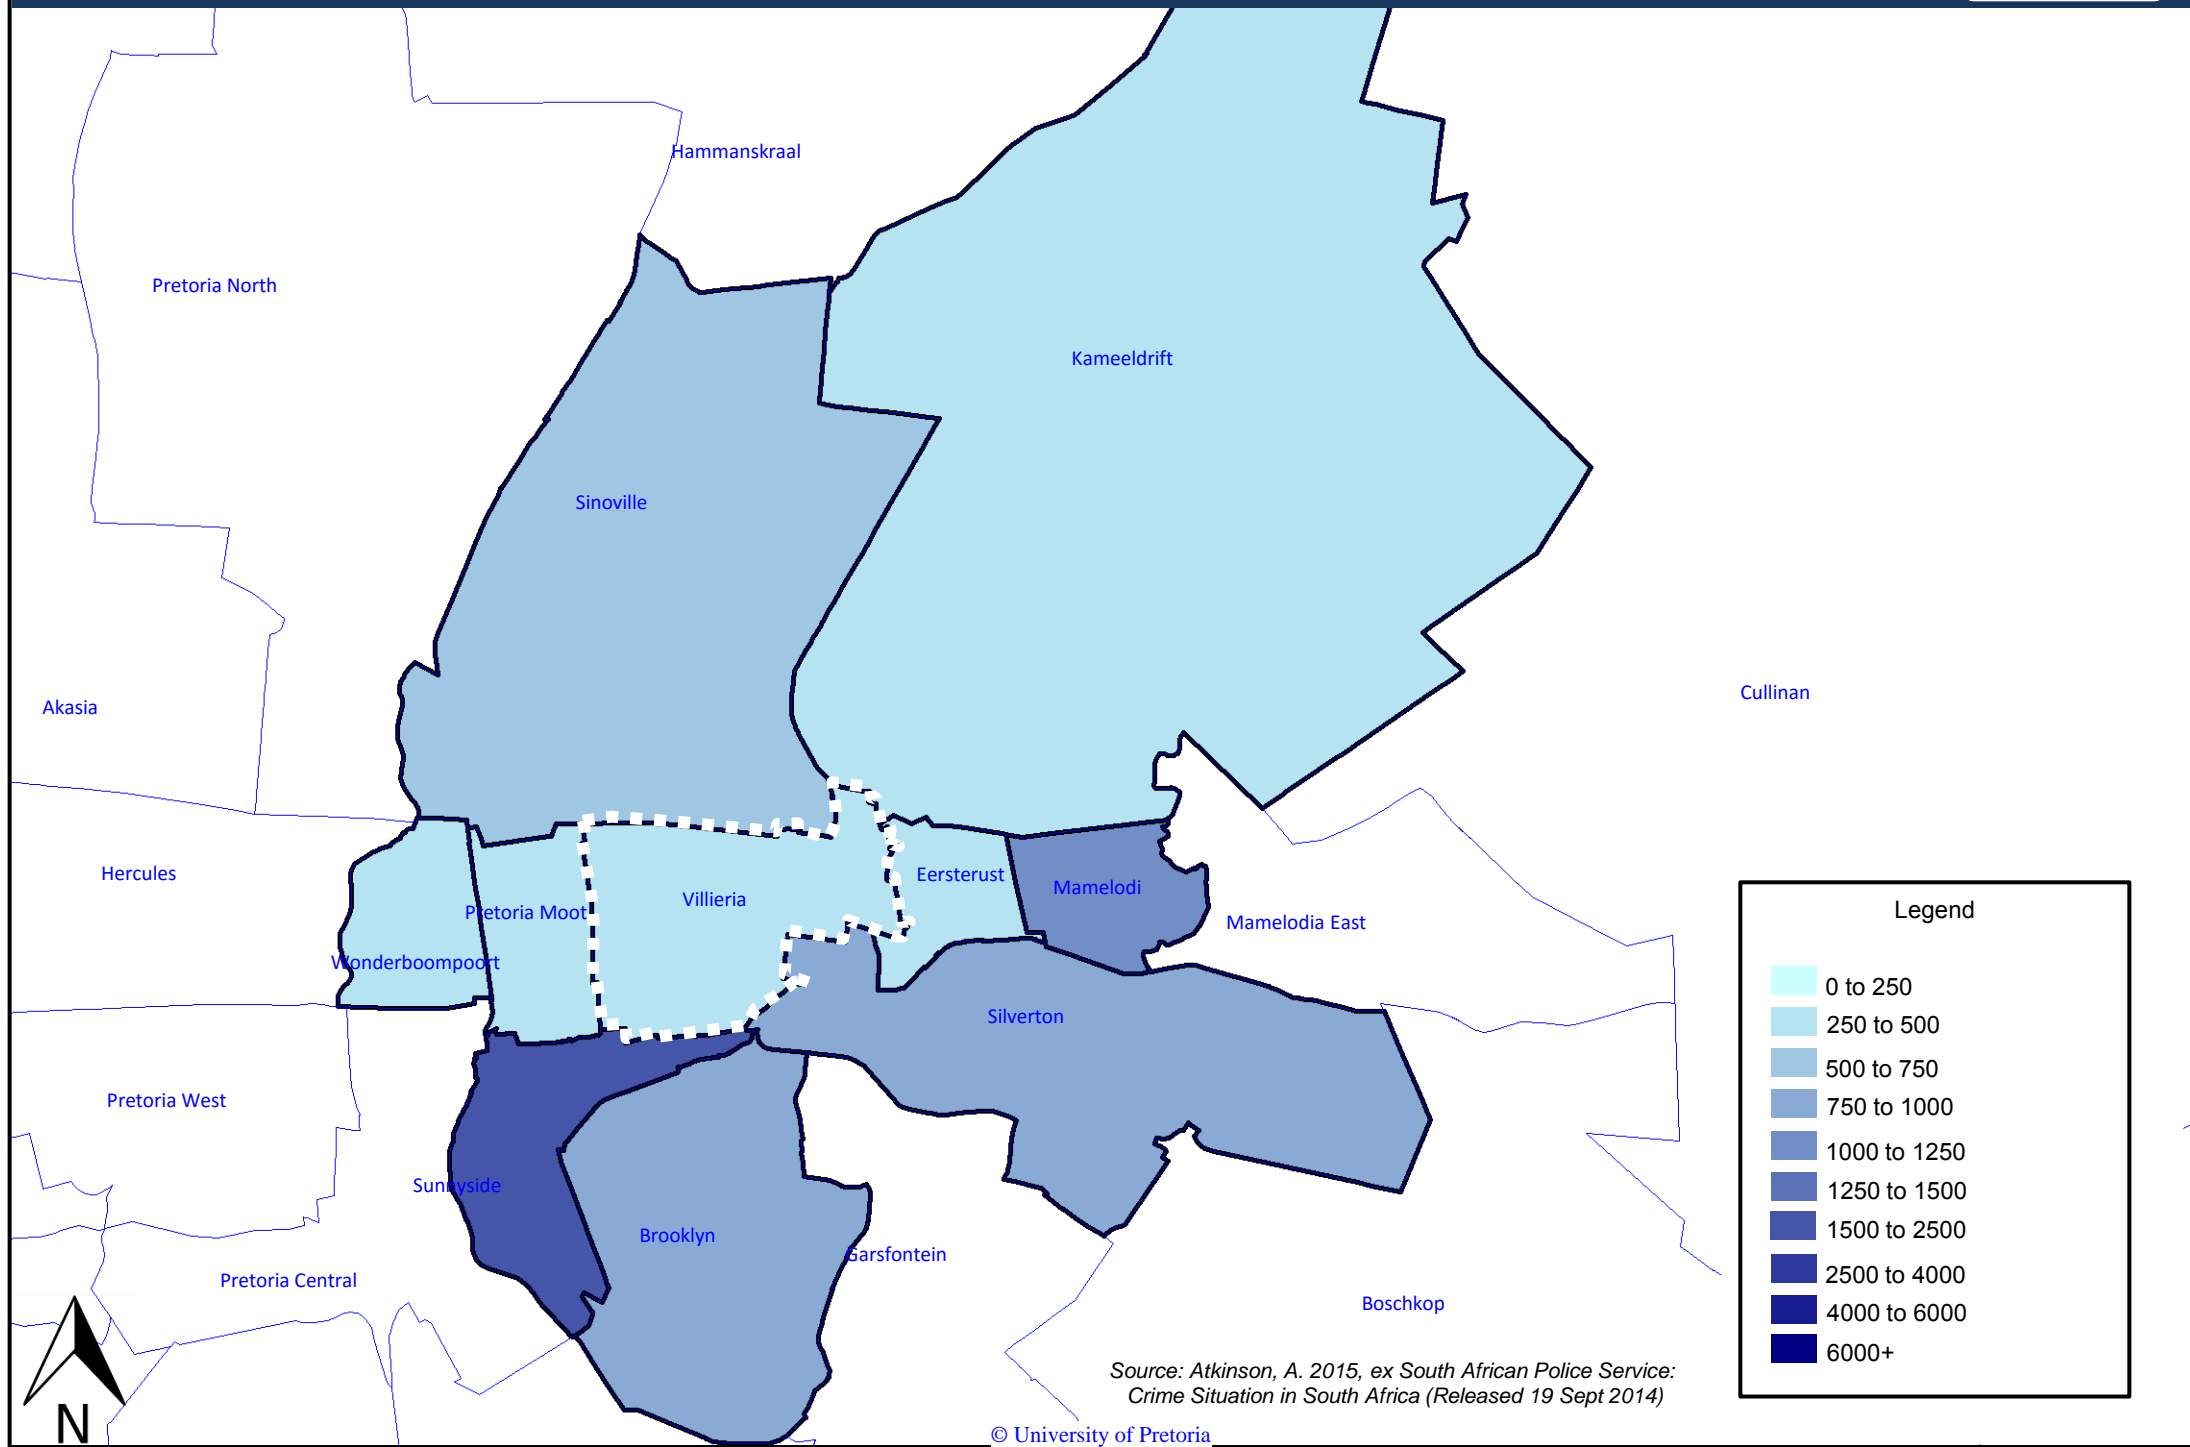 Hammanskraal
Pretoria North
Kameeldrift
Sinoville
Cullinan
Akasia
Hercules
Eersterust
Mamelodi
Villieria
Pretoria Moot
Mamelodia East
Wonderboompoort
Silverton
Pretoria West
Sunnyside
Brooklyn
Garsfontein
Pretoria Central
Boschkop
Legend
0 to 250
250 to 500
500 to 750
750 to 1000
1000 to 1250
1250 to 1500
1500 to 2500
2500 to 4000
4000 to 6000
6000+
Source: Atkinson, A. 2015, ex South African Police Service:
Crime Situation in South Africa (Released 19 Sept 2014)
N
© University of Pretoria